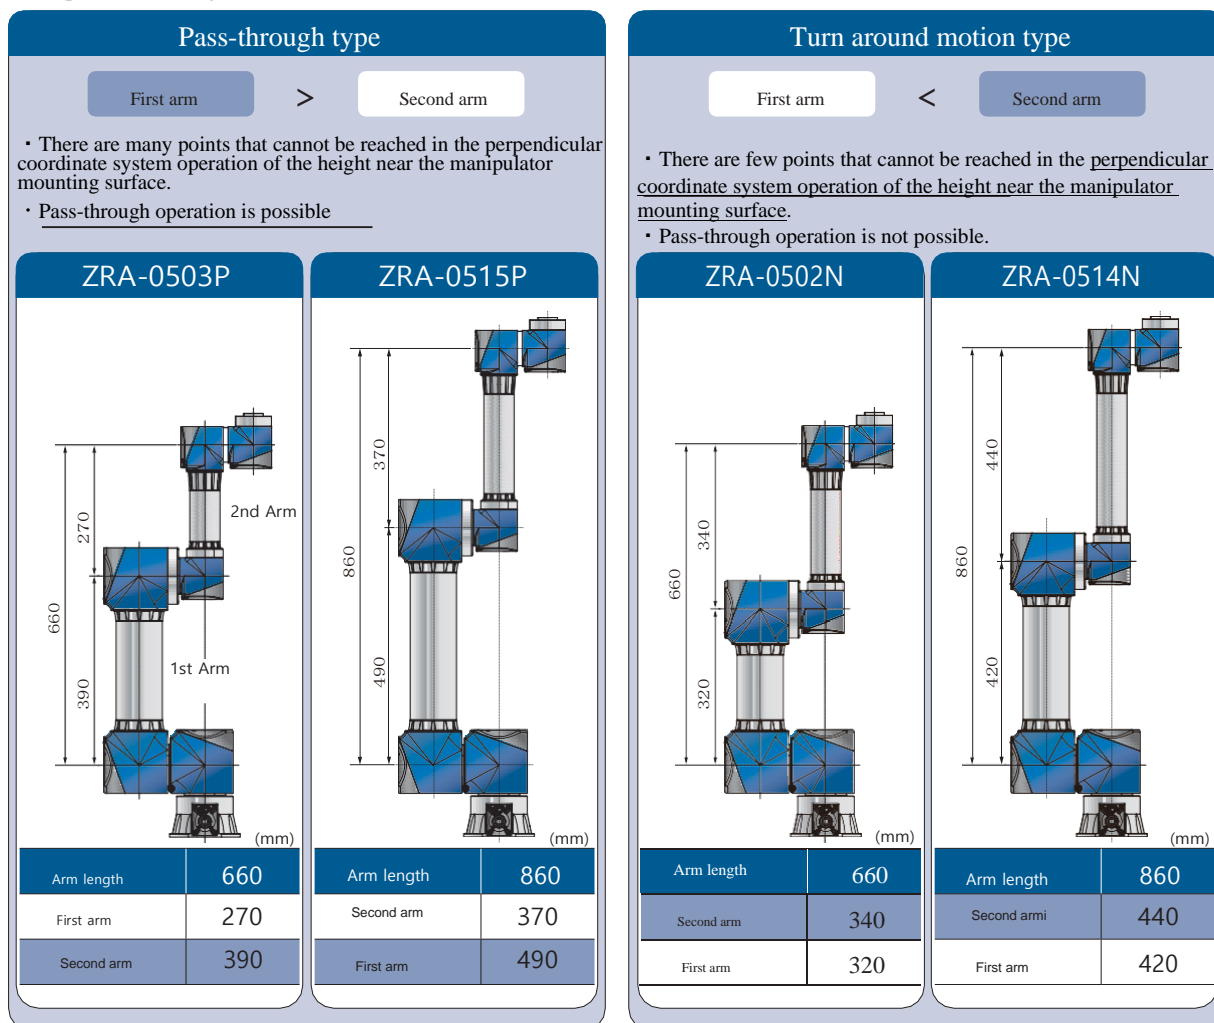 Pass-through type
First arm > Second arm
・There are many points that cannot be reached in the perpendicular
coordinate system operation of the height near the manipulator
mounting surface.
・Pass-through operation is possible
ZRA-0503P
270
660
390
2nd Arm
1st Arm
(mm)
Arm length 660
First arm 270
Second arm 390
ZRA-0515P
370
860
490
(mm)
Arm length 860
Second arm 370
First arm 490
Turn around motion type
First arm < Second arm
・There are few points that cannot be reached in the perpendicular
coordinate system operation of the height near the manipulator
mounting surface.
・Pass-through operation is not possible.
ZRA-0502N
340
660
320
(mm)
Arm length 660
Second arm 340
First arm 320
ZRA-0514N
440
860
420
(mm)
Arm length 860
Second armi 440
First arm 420